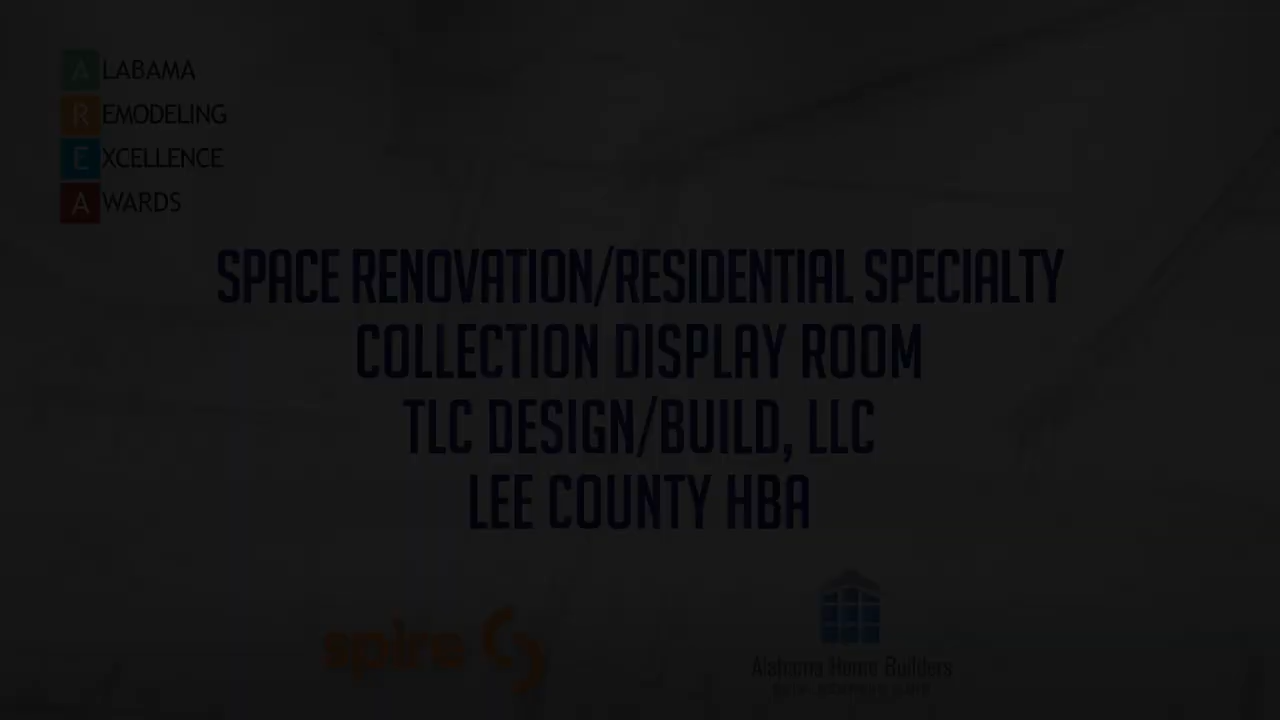 ALABAMA
REMODELING
EXCELLENCE
AWARDS
SPACE RENOVATION/RESIDENTIAL SPECIALTY
COLLECTION DISPLAY ROOM
TLC DESIGN/BUILD, LLC
LEE COUNTY HBA
spire
Alabama Home Builders